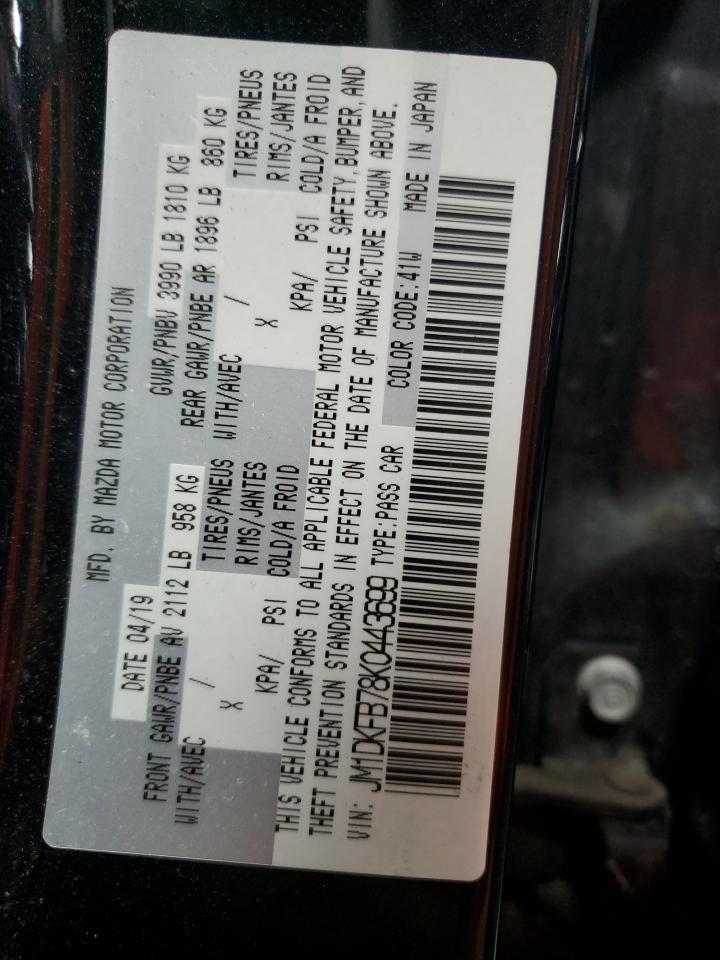 MFD. BY MAZDA MOTOR CORPORATION
DATE 04/19 GVWR/PNBV 3990 LB 1810 KG
FRONT GAWR/PNBE AV 2112 LB 958 KG REAR GAWR/PNBE AR 1896 LB 860 KG
WITH/AVEC / TIRES/PNEUS WITH/AVEC / TIRES/PNEUS
X RIMS/JANTES X RIMS/JANTES
KPA/ PSI COLD/A FROID KPA/ PSI COLD/A FROID
THIS VEHICLE CONFORMS TO ALL APPLICABLE FEDERAL MOTOR VEHICLE SAFETY, BUMPER, AND
THEFT PREVENTION STANDARDS IN EFFECT ON THE DATE OF MANUFACTURE SHOWN ABOVE.
VIN: JM1DKFB78K0443699 TYPE:PASS CAR COLOR CODE:41W MADE IN JAPAN